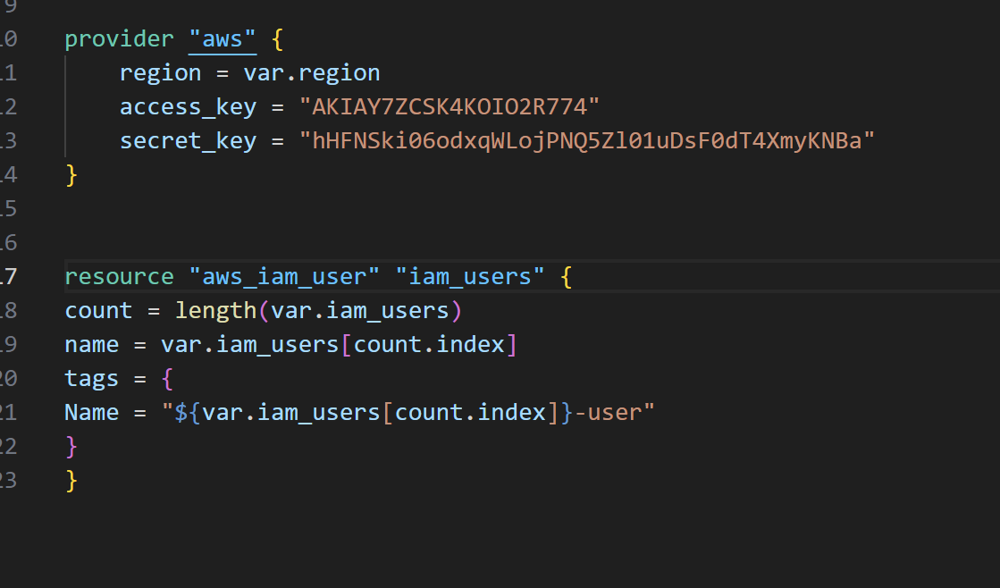 provider "aws" {
    region = var.region
    access_key = "AKIAY7ZCSK4KOIO2R774"
    secret_key = "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"
}
resource "aws_iam_user" "iam_users" {
count = length(var.iam_users)
name = var.iam_users[count.index]
tags = {
Name = "${var.iam_users[count.index]}-user"
}
}